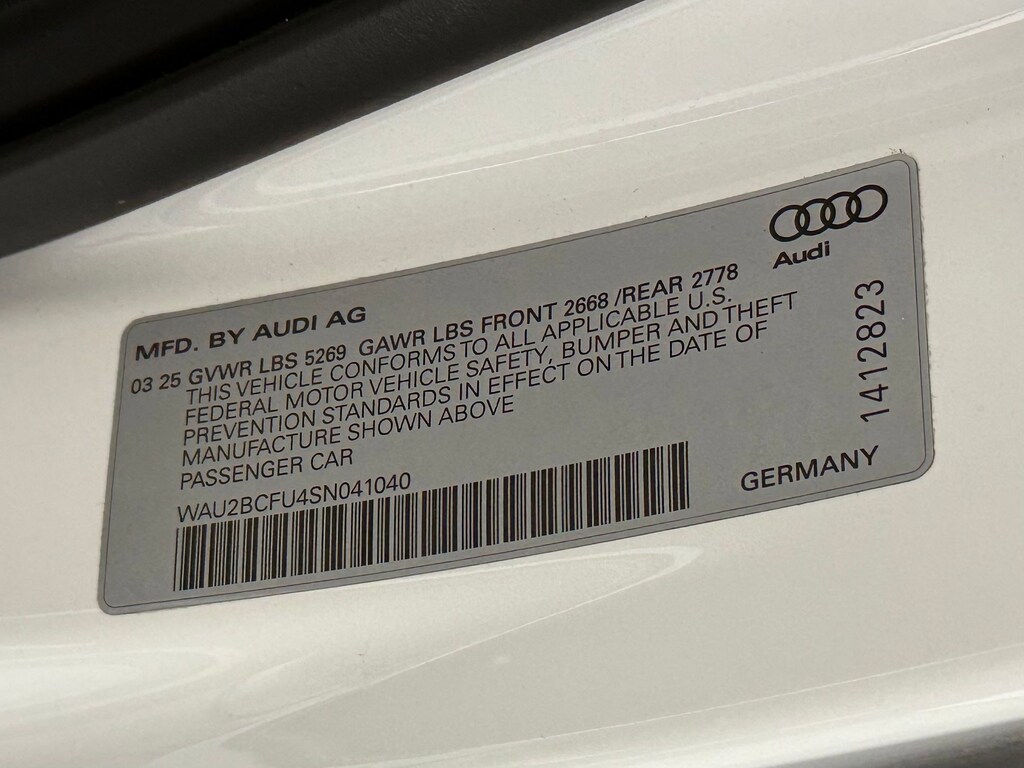 Audi
MFD. BY AUDI AG
03 25 GVWR LBS 5269 GAWR LBS FRONT 2668 /REAR 2778
THIS VEHICLE CONFORMS TO ALL APPLICABLE U.S.
FEDERAL MOTOR VEHICLE SAFETY, BUMPER AND THEFT
PREVENTION STANDARDS IN EFFECT ON THE DATE OF
MANUFACTURE SHOWN ABOVE
PASSENGER CAR
WAU2BCFU4SN041040
GERMANY
1412823